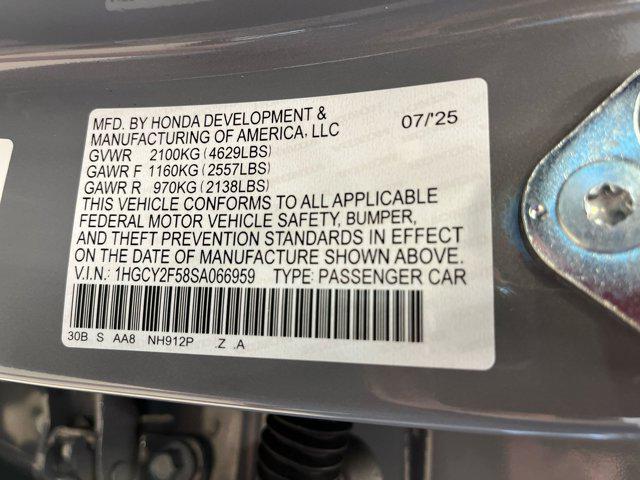 MFD. BY HONDA DEVELOPMENT & 07/'25
MANUFACTURING OF AMERICA, LLC
GVWR 2100KG (4629LBS)
GAWR F 1160KG (2557LBS)
GAWR R 970KG (2138LBS)
THIS VEHICLE CONFORMS TO ALL APPLICABLE
FEDERAL MOTOR VEHICLE SAFETY, BUMPER,
AND THEFT PREVENTION STANDARDS IN EFFECT
ON THE DATE OF MANUFACTURE SHOWN ABOVE.
V.I.N.: 1HGCY2F58SA066959 TYPE: PASSENGER CAR
30B S AA8 NH912P .Z .A